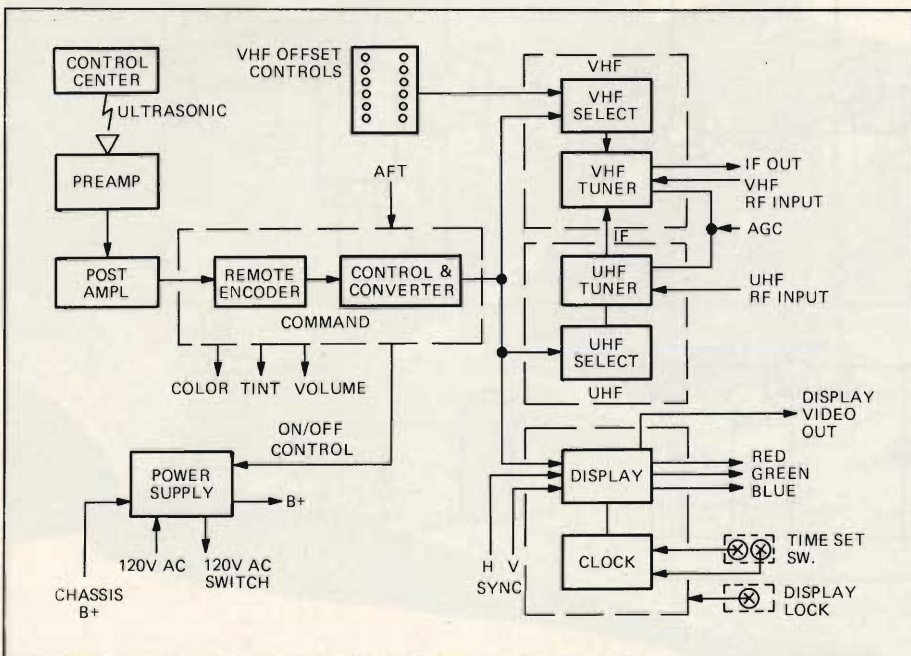 CONTROL
CENTER
ULTRASONIC
PREAMP
POST
AMPL
VHF OFFSET
CONTROLS
AFT
REMOTE
ENCODER
CONTROL &
CONVERTER
COMMAND
COLOR TINT VOLUME
ON/OFF
CONTROL
POWER
SUPPLY
B+
120V AC
120V AC
SWITCH
CHASSIS
B+
VHF
VHF
SELECT
VHF
TUNER
IF OUT
VHF
RF INPUT
AGC
IF
UHF
TUNER
UHF
RF INPUT
UHF
SELECT
UHF
DISPLAY
VIDEO
OUT
DISPLAY
RED
GREEN
BLUE
H V
SYNC
CLOCK
TIME SET
SW.
DISPLAY
LOCK